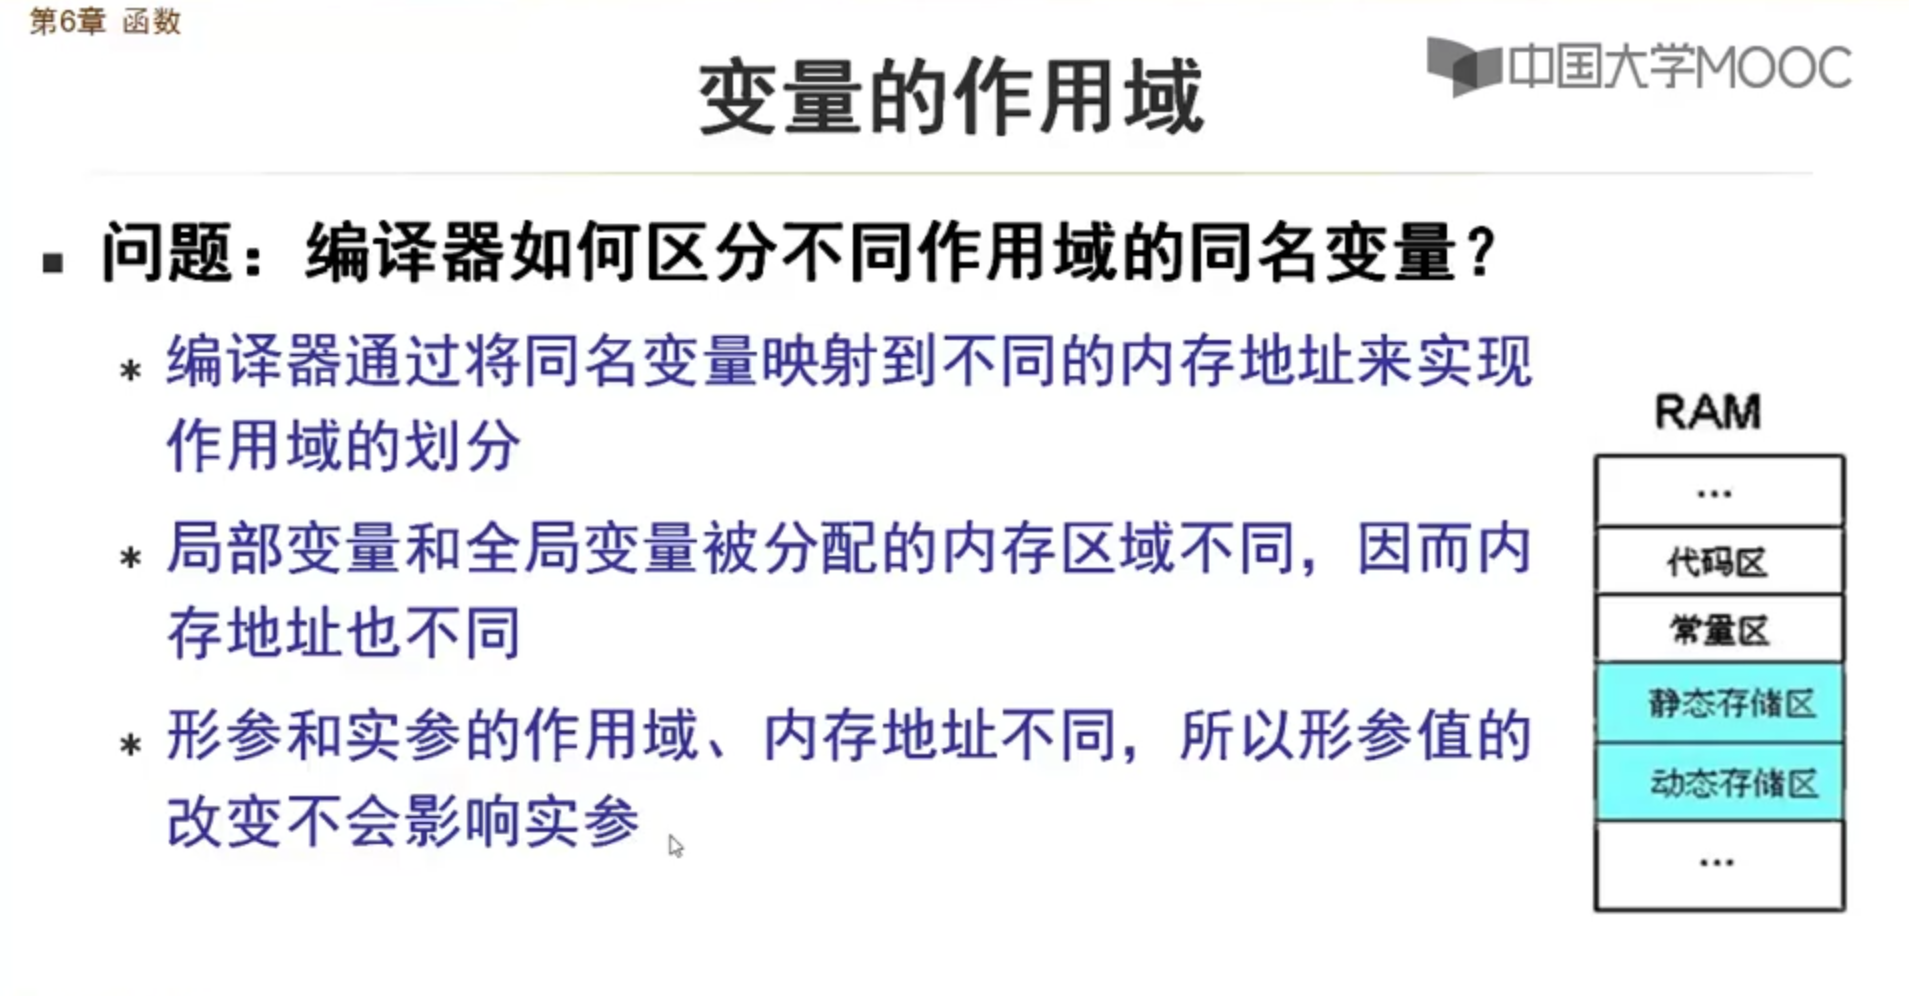 第6章 函数
中国大学MOOC
变量的作用域
▪ 问题：编译器如何区分不同作用域的同名变量？
* 编译器通过将同名变量映射到不同的内存地址来实现
作用域的划分
* 局部变量和全局变量被分配的内存区域不同，因而内
存地址也不同
* 形参和实参的作用域、内存地址不同，所以形参值的
改变不会影响实参
RAM
...
代码区
常量区
静态存储区
动态存储区
...